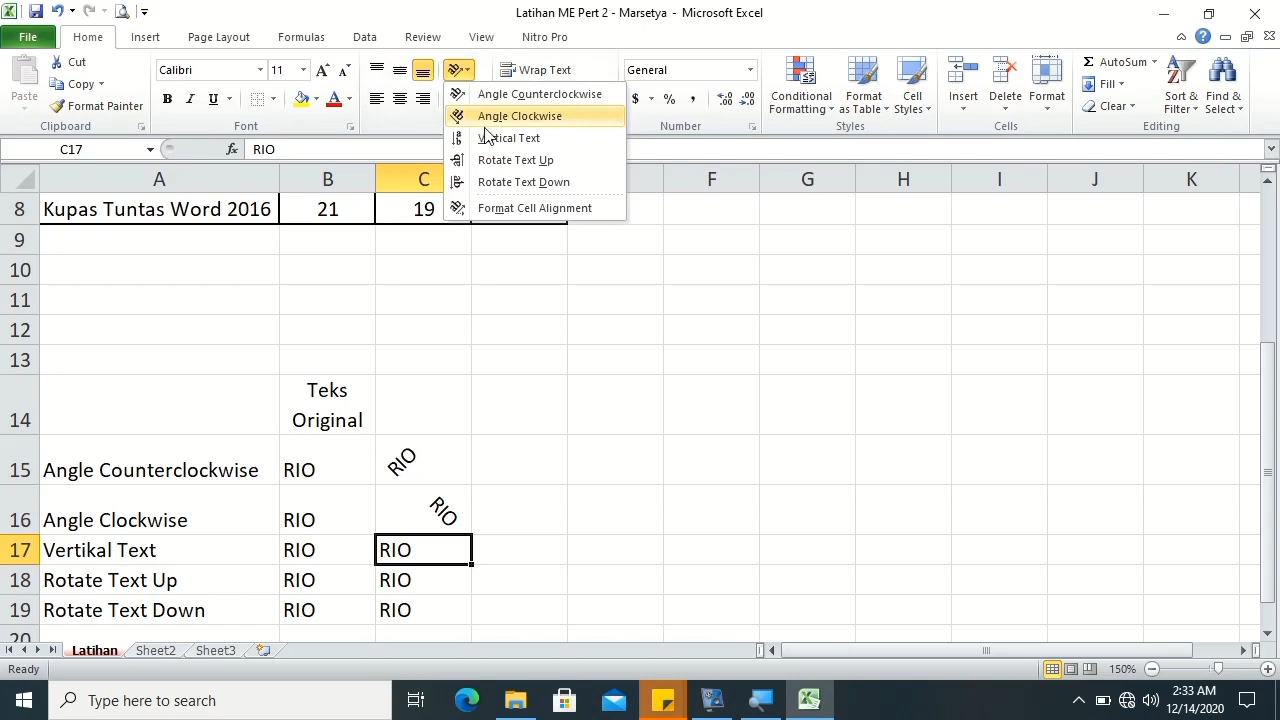 Latihan ME Pert 2 - Marsetya - Microsoft Excel
File Home Insert Page Layout Formulas Data Review View Nitro Pro
Paste
Cut
Copy
Format Painter
Clipboard
Calibri 11
B I U
Font
Wrap Text
General
$ % ,
Number
Conditional Formatting
Format as Table
Cell Styles
Styles
Insert Delete Format
Cells
AutoSum
Fill
Clear
Sort & Filter
Find & Select
Editing
Angle Counterclockwise
Angle Clockwise
Vertical Text
Rotate Text Up
Rotate Text Down
Format Cell Alignment
C17 fx RIO
A B C F G H I J K
8 Kupas Tuntas Word 2016 21 19
9
10
11
12
13
14 Teks Original
15 Angle Counterclockwise RIO RIO
16 Angle Clockwise RIO RIO
17 Vertikal Text RIO RIO
18 Rotate Text Up RIO RIO
19 Rotate Text Down RIO RIO
20
Latihan Sheet2 Sheet3
Ready 150%
Type here to search
2:33 AM
12/14/2020